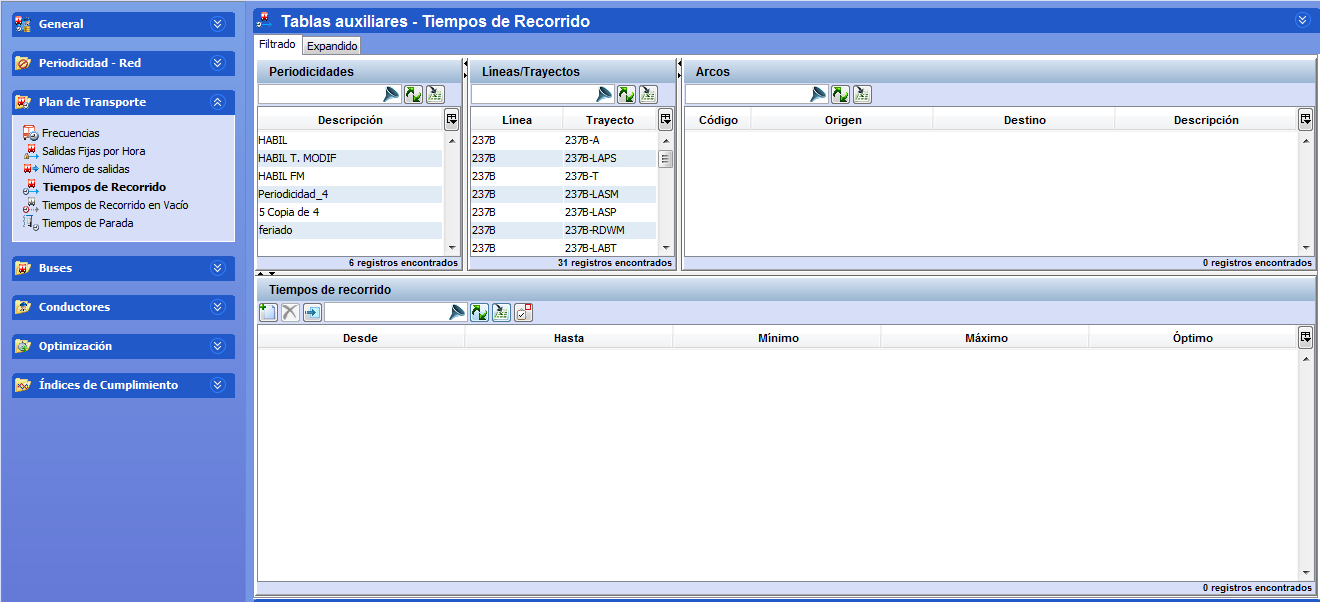 General
Periodicidad - Red
Plan de Transporte
Frecuencias
Salidas Fijas por Hora
Número de salidas
Tiempos de Recorrido
Tiempos de Recorrido en Vacío
Tiempos de Parada
Buses
Conductores
Optimización
Índices de Cumplimiento
Tablas auxiliares - Tiempos de Recorrido
Filtrado Expandido
Periodicidades
Descripción
HABIL
HABIL T. MODIF
HABIL FM
Periodicidad_4
5 Copia de 4
feriado
6 registros encontrados
Líneas/Trayectos
Línea Trayecto
237B 237B-A
237B 237B-LAPS
237B 237B-T
237B 237B-LASM
237B 237B-LASP
237B 237B-RDWM
237B 237B-LABT
31 registros encontrados
Arcos
Código Origen Destino Descripción
0 registros encontrados
Tiempos de recorrido
Desde Hasta Mínimo Máximo Óptimo
0 registros encontrados